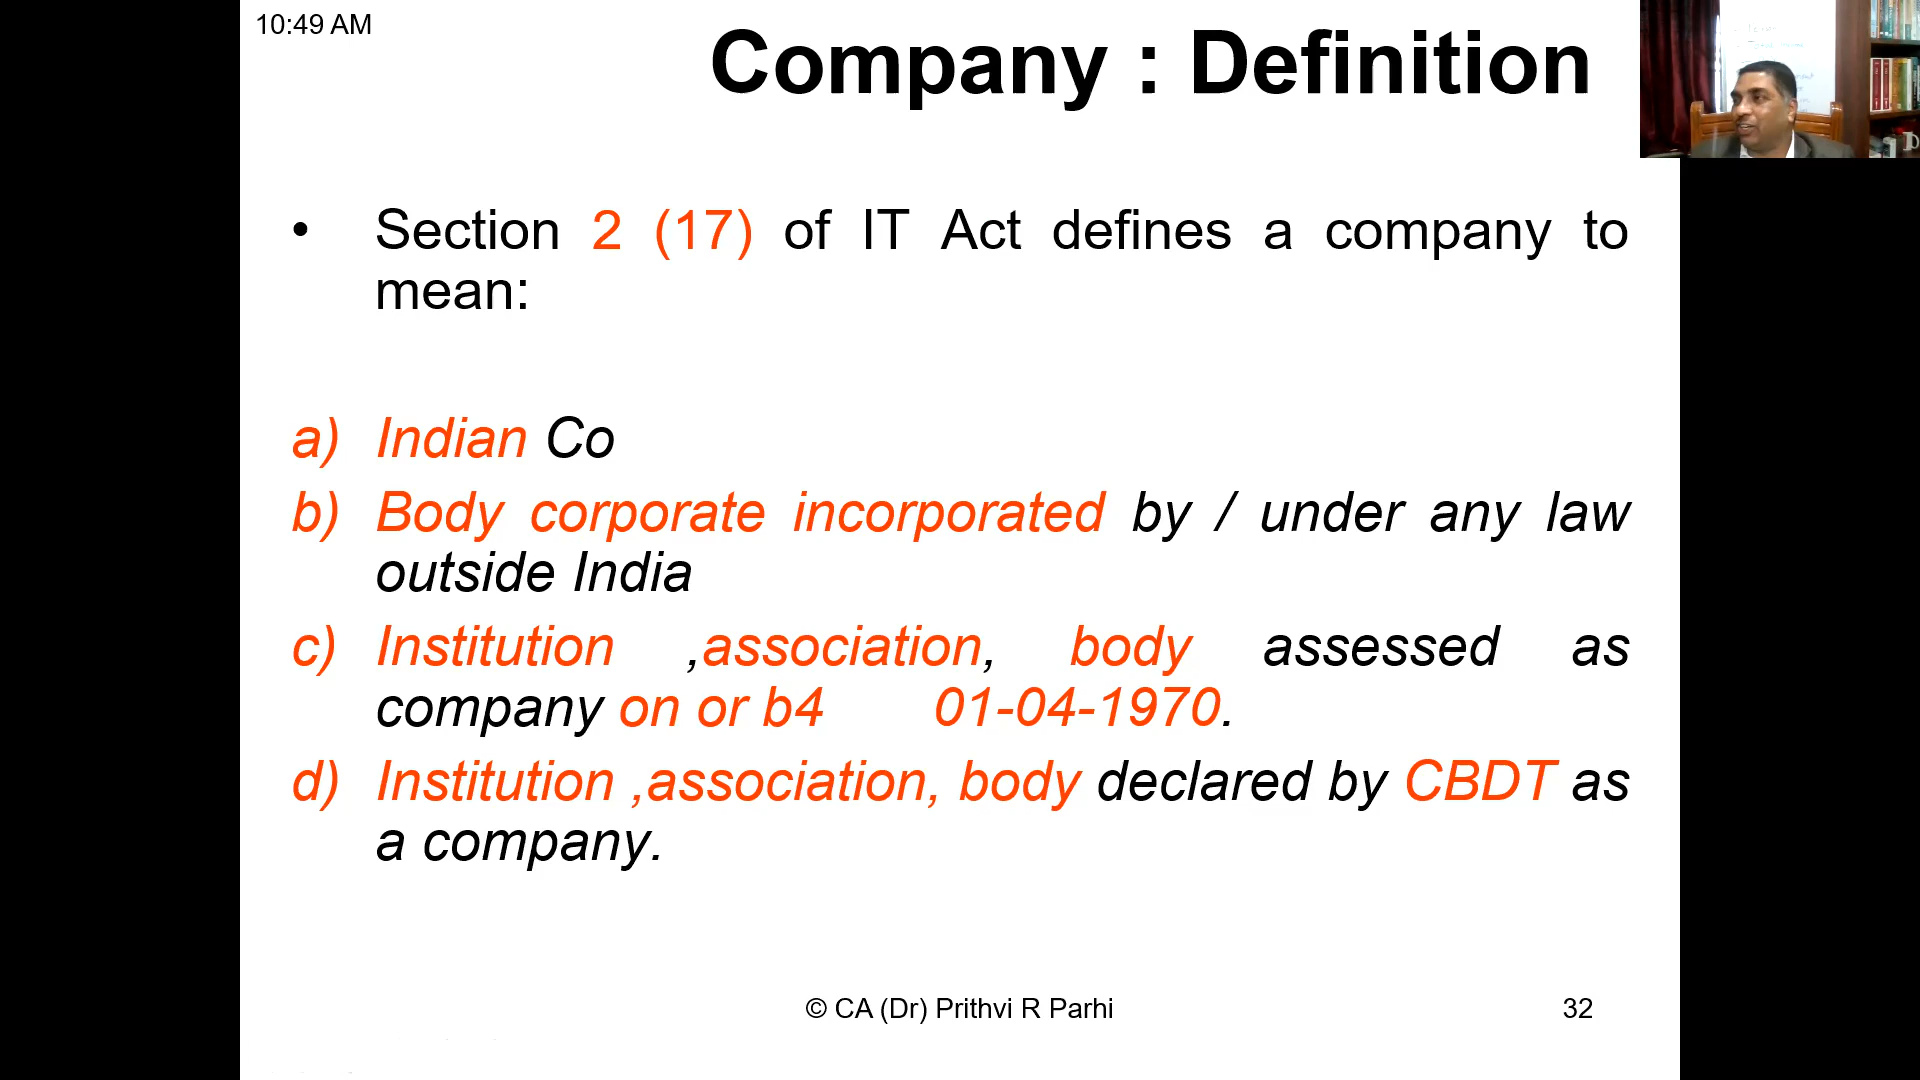 10:49 AM
Company : Definition
• Section 2 (17) of IT Act defines a company to
mean:
a) Indian Co
b) Body corporate incorporated by / under any law
outside India
c) Institution ,association, body assessed as
company on or b4 01-04-1970.
d) Institution ,association, body declared by CBDT as
a company.
© CA (Dr) Prithvi R Parhi
32